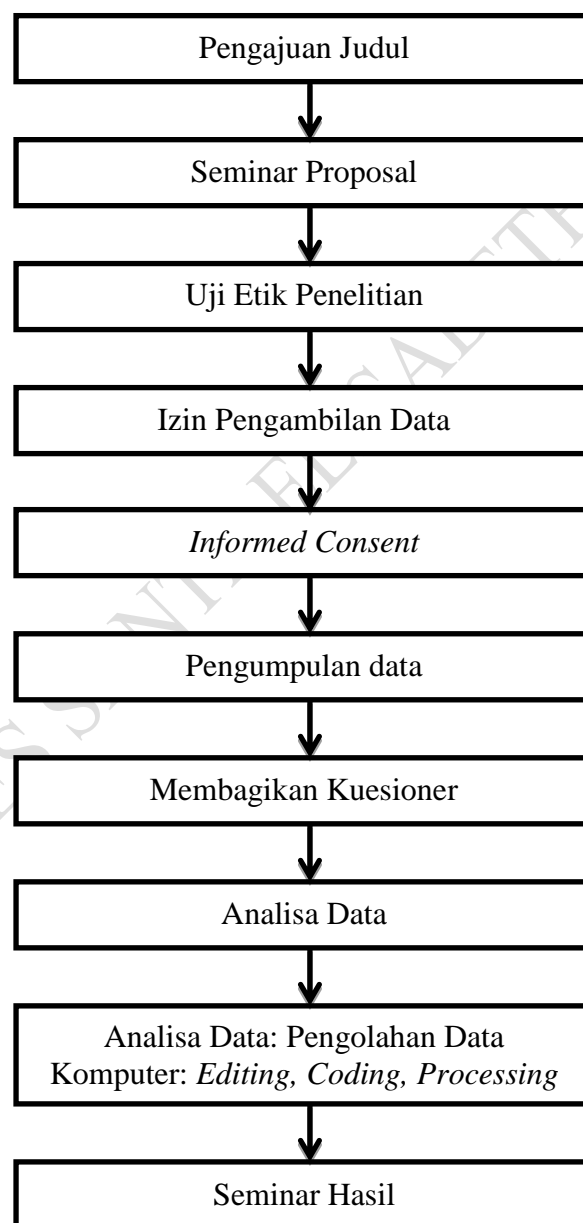 Pengajuan Judul
Seminar Proposal
Uji Etik Penelitian
Izin Pengambilan Data
Informed Consent
Pengumpulan data
Membagikan Kuesioner
Analisa Data
Analisa Data: Pengolahan Data
Komputer: Editing, Coding, Processing
Seminar Hasil